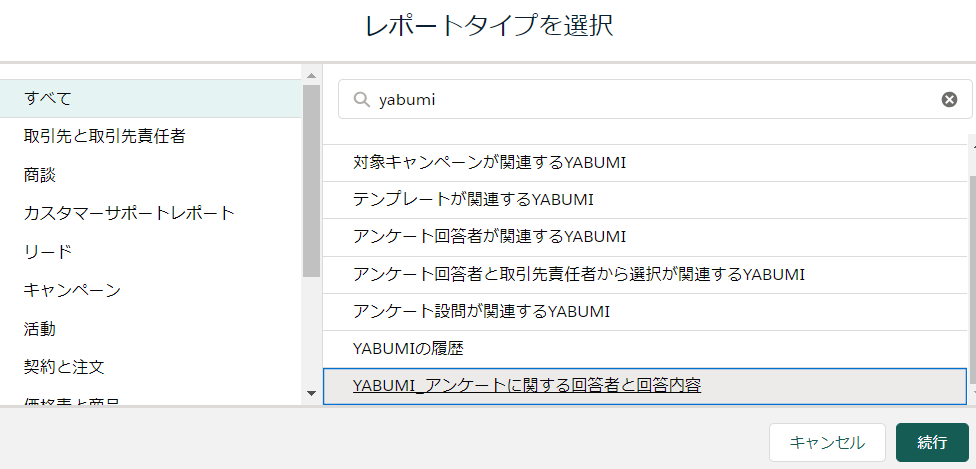 レポートタイプを選択
すべて
取引先と取引先責任者
商談
カスタマーサポートレポート
リード
キャンペーン
活動
契約と注文
価格表と商品
yabumi
対象キャンペーンが関連するYABUMI
テンプレートが関連するYABUMI
アンケート回答者が関連するYABUMI
アンケート回答者と取引先責任者から選択が関連するYABUMI
アンケート設問が関連するYABUMI
YABUMIの履歴
YABUMI_アンケートに関する回答者と回答内容
キャンセル
続行